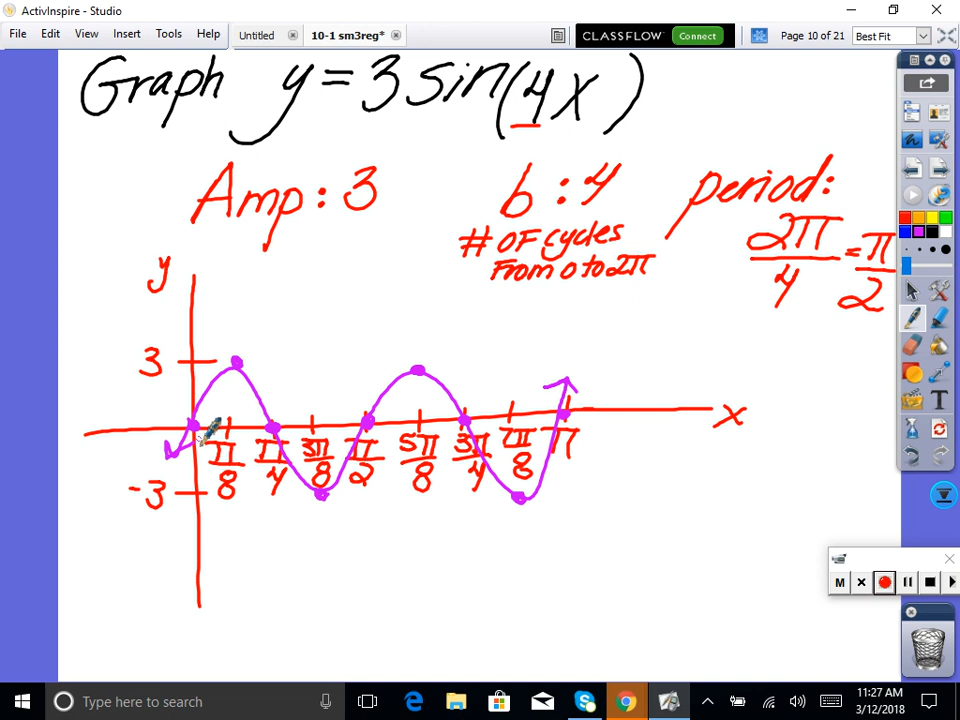 ActivInspire - Studio
File Edit View Insert Tools Help Untitled 10-1 sm3reg* CLASSFLOW Connect Page 10 of 21 Best Fit
Graph y = 3 sin(4x)
Amp: 3 b: 4 period:
# OF cycles
From 0 to 2π
2π/4 = π/2
y
3
x
π/8 π/4 3π/8 π/2 5π/8 3π/4 7π/8 π
-3
M
T
Type here to search
11:27 AM
3/12/2018